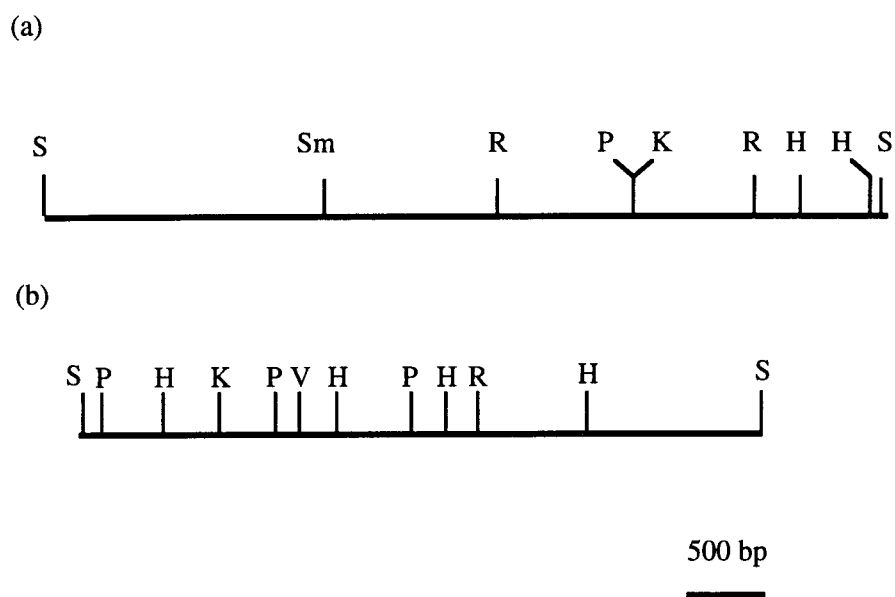 (a)
S Sm R P K R H H S
(b)
S P H K P V H P H R H S
500 bp